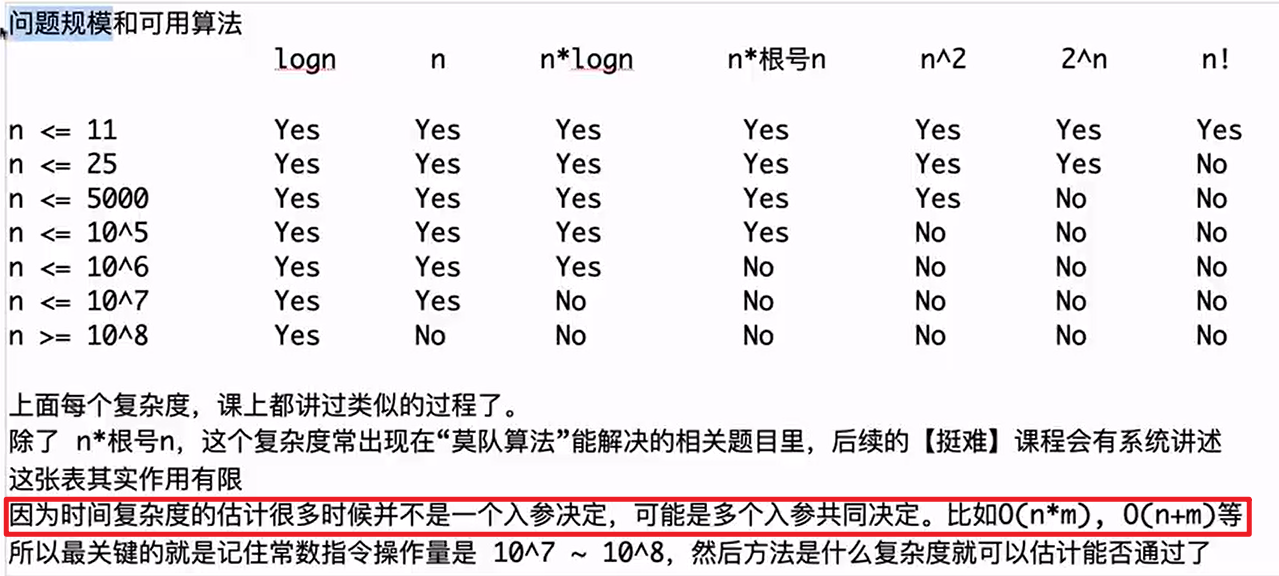 问题规模和可用算法
logn n n*logn n*根号n n^2 2^n n!
n <= 11 Yes Yes Yes Yes Yes Yes Yes
n <= 25 Yes Yes Yes Yes Yes Yes No
n <= 5000 Yes Yes Yes Yes Yes No No
n <= 10^5 Yes Yes Yes Yes No No No
n <= 10^6 Yes Yes Yes No No No No
n <= 10^7 Yes Yes No No No No No
n >= 10^8 Yes No No No No No No
上面每个复杂度，课上都讲过类似的过程了。
除了 n*根号n，这个复杂度常出现在“莫队算法”能解决的相关题目里，后续的【挺难】课程会有系统讲述
这张表其实作用有限
因为时间复杂度的估计很多时候并不是一个入参决定，可能是多个入参共同决定。比如O(n*m), O(n+m)等
所以最关键的就是记住常数指令操作量是 10^7 ~ 10^8，然后方法是什么复杂度就可以估计能否通过了